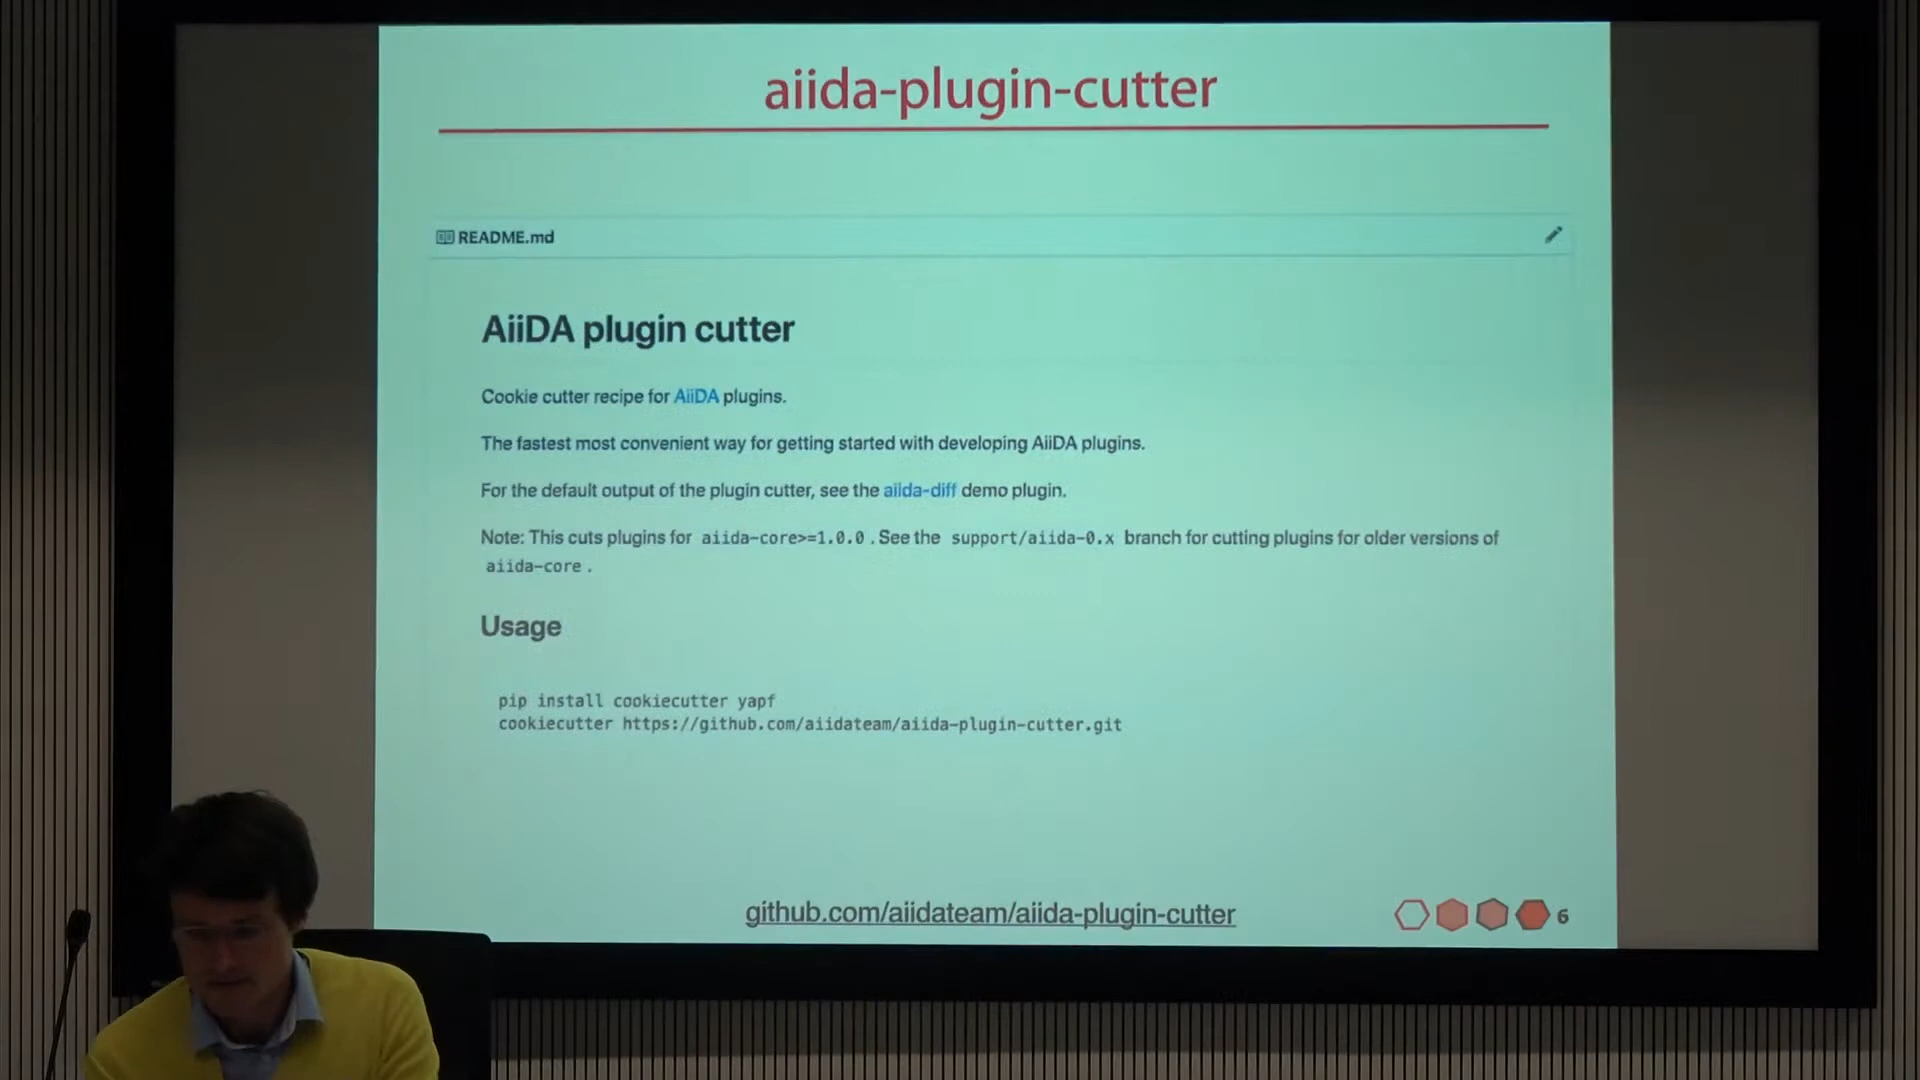 aiida-plugin-cutter
README.md
AiiDA plugin cutter
Cookie cutter recipe for AiiDA plugins.
The fastest most convenient way for getting started with developing AiiDA plugins.
For the default output of the plugin cutter, see the aiida-diff demo plugin.
Note: This cuts plugins for aiida-core>=1.0.0 . See the support/aiida-0.x branch for cutting plugins for older versions of
aiida-core .
Usage
pip install cookiecutter yapf
cookiecutter https://github.com/aiidateam/aiida-plugin-cutter.git
github.com/aiidateam/aiida-plugin-cutter
6